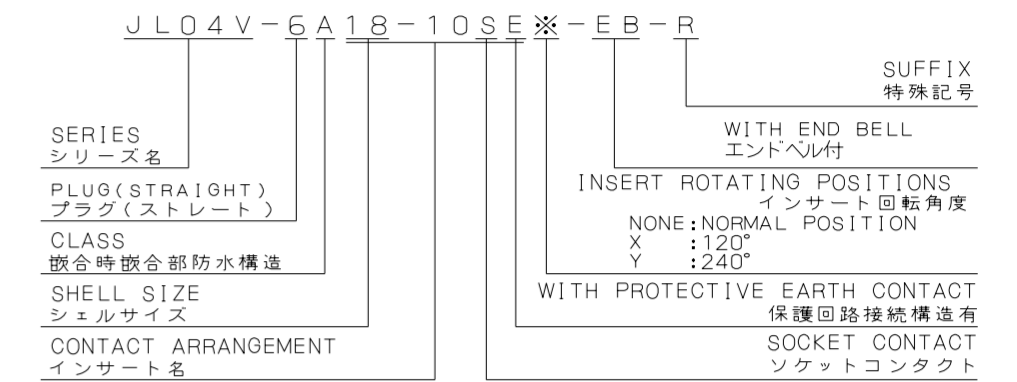 JL04V-6A18-10SE※-EB-R
SUFFIX
特殊記号
WITH END BELL
エンドベル付
SERIES
シリーズ名
INSERT ROTATING POSITIONS
インサート回転角度
NONE:NORMAL POSITION
X :120°
Y :240°
PLUG(STRAIGHT)
プラグ(ストレート)
CLASS
嵌合時嵌合部防水構造
WITH PROTECTIVE EARTH CONTACT
保護回路接続構造有
SHELL SIZE
シェルサイズ
SOCKET CONTACT
ソケットコンタクト
CONTACT ARRANGEMENT
インサート名